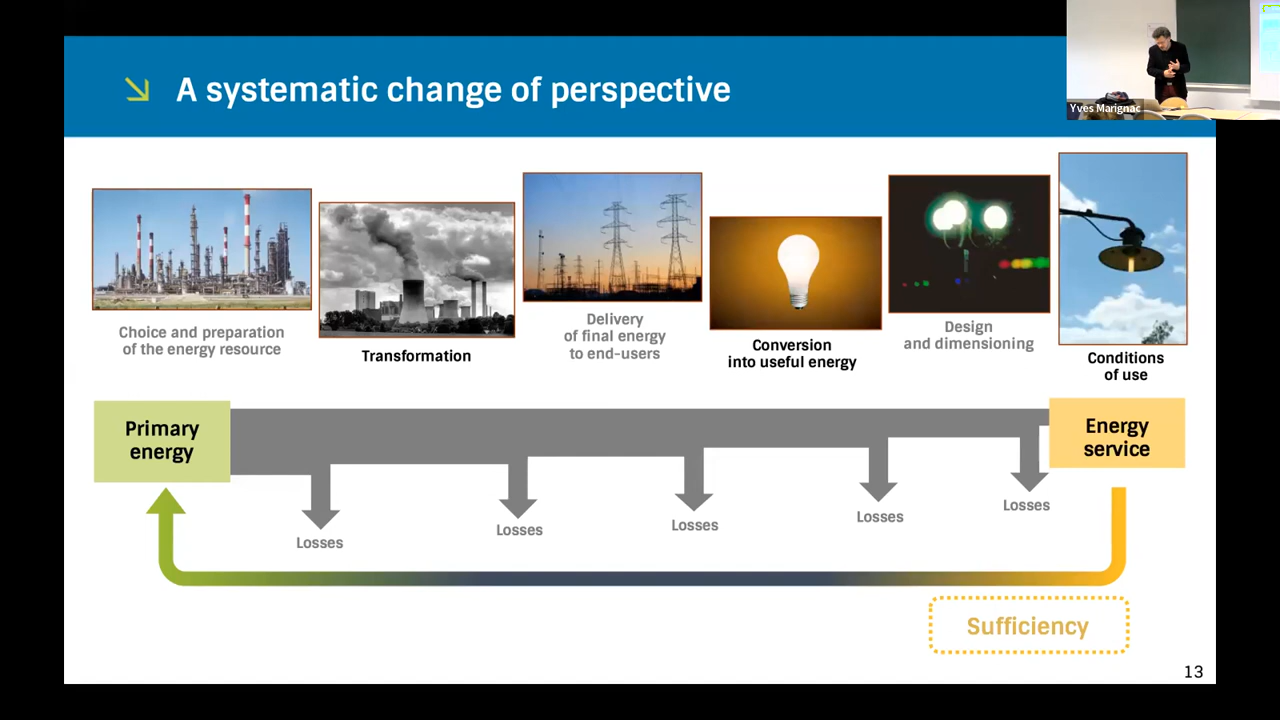 A systematic change of perspective
Yves Marignac
Choice and preparation
of the energy resource
Transformation
Delivery
of final energy
to end-users
Conversion
into useful energy
Design
and dimensioning
Conditions
of use
Primary
energy
Energy
service
Losses
Losses
Losses
Losses
Losses
Sufficiency
13